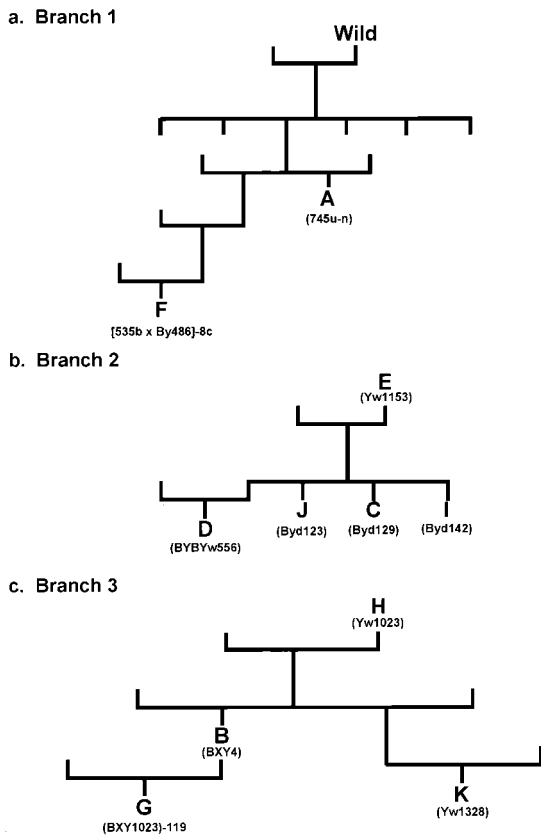 a. Branch 1
Wild
A
(745u-n)
F
[535b x By486]-8c
b. Branch 2
E
(Yw1153)
J C I
D (Byd123) (Byd129) (Byd142)
(BYBYw556)
c. Branch 3
H
(Yw1023)
B
(BXY4)
G K
(BXY1023)-119 (Yw1328)